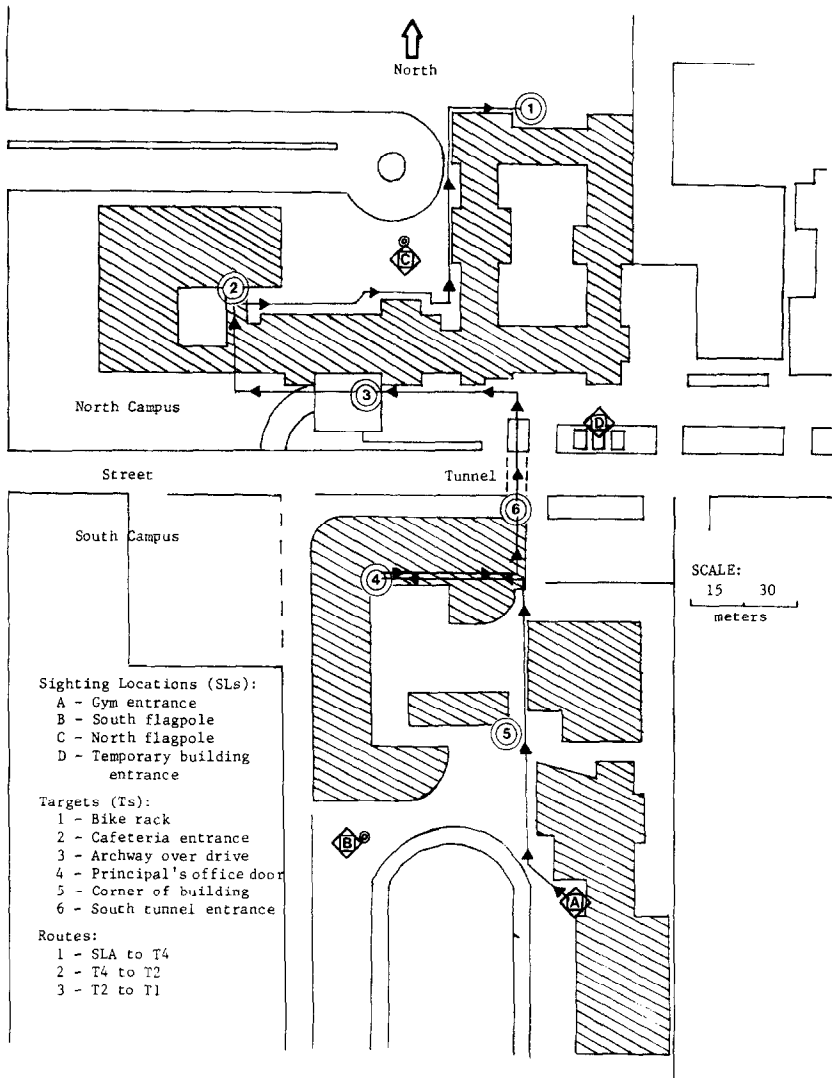 North
1
C
2
3
North Campus
D
Street
Tunnel
6
South Campus
4
SCALE:
15 30
meters
Sighting Locations (SLs):
A - Gym entrance
B - South flagpole
C - North flagpole
D - Temporary building
entrance
5
Targets (Ts):
1 - Bike rack
2 - Cafeteria entrance
3 - Archway over drive
4 - Principal's office door
5 - Corner of building
6 - South tunnel entrance
B
A
Routes:
1 - SLA to T4
2 - T4 to T2
3 - T2 to T1